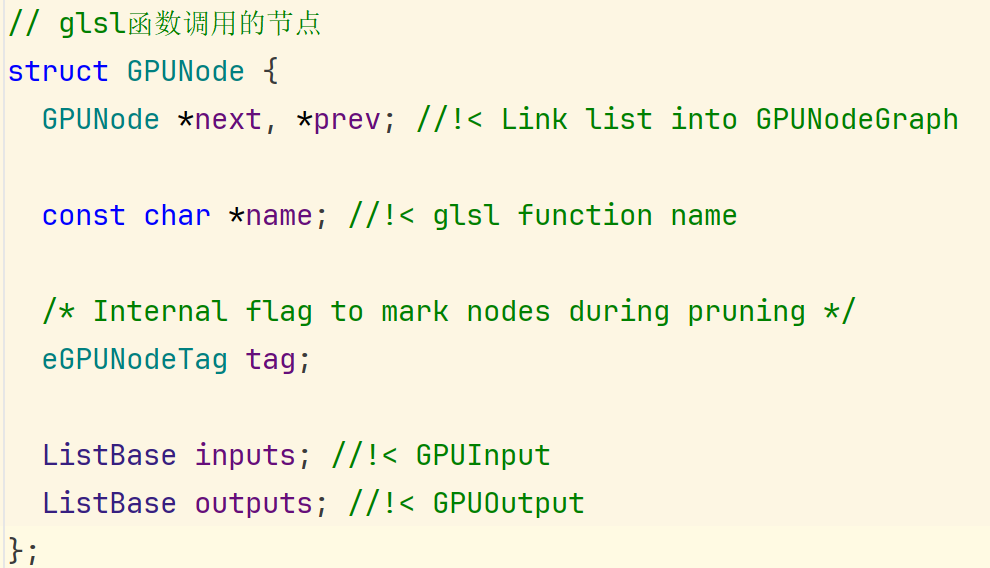 // glsl函数调用的节点
struct GPUNode {
  GPUNode *next, *prev; //!< Link list into GPUNodeGraph
  const char *name; //!< glsl function name
  /* Internal flag to mark nodes during pruning */
  eGPUNodeTag tag;
  ListBase inputs; //!< GPUInput
  ListBase outputs; //!< GPUOutput
};